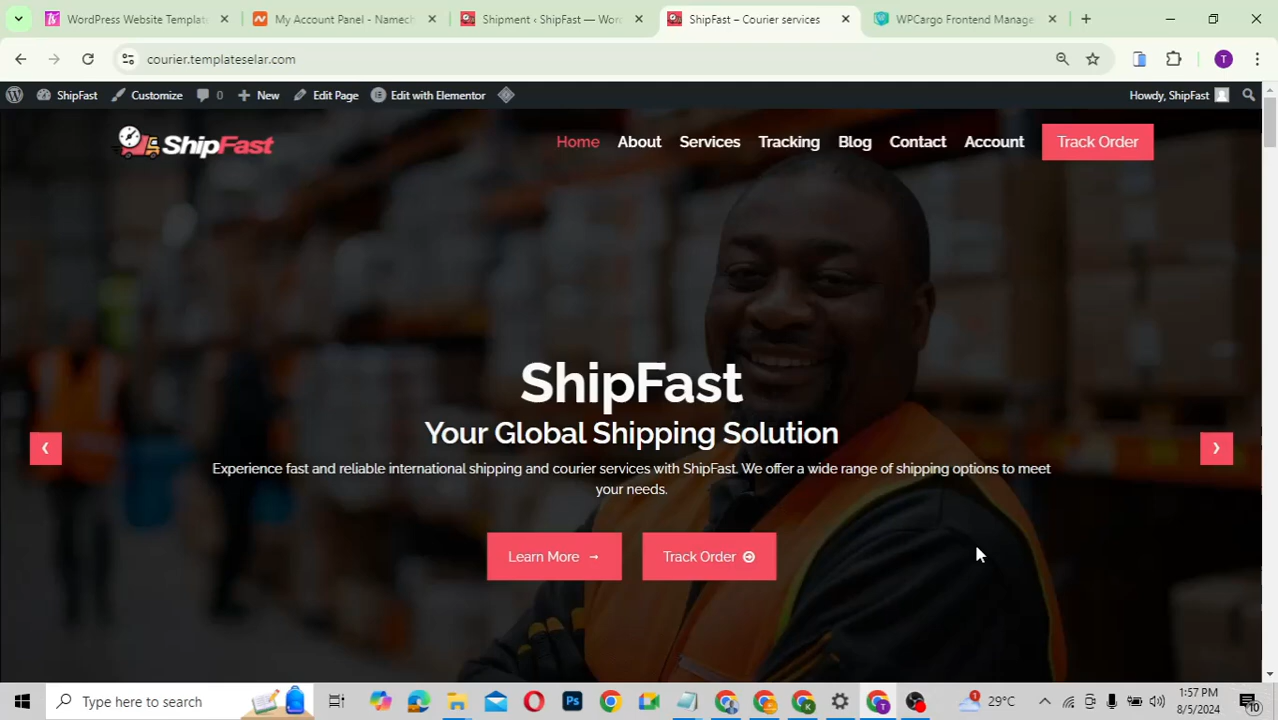 WordPress Website Templat
My Account Panel - Namech
Shipment ‹ ShipFast — Wor
ShipFast – Courier services
WPCargo Frontend Manage
courier.templateselar.com
ShipFast
Customize
0
New
Edit Page
Edit with Elementor
Howdy, ShipFast
ShipFast
Home
About
Services
Tracking
Blog
Contact
Account
Track Order
ShipFast
Your Global Shipping Solution
Experience fast and reliable international shipping and courier services with ShipFast. We offer a wide range of shipping options to meet
your needs.
Learn More →
Track Order
Type here to search
29°C
1:57 PM
8/5/2024